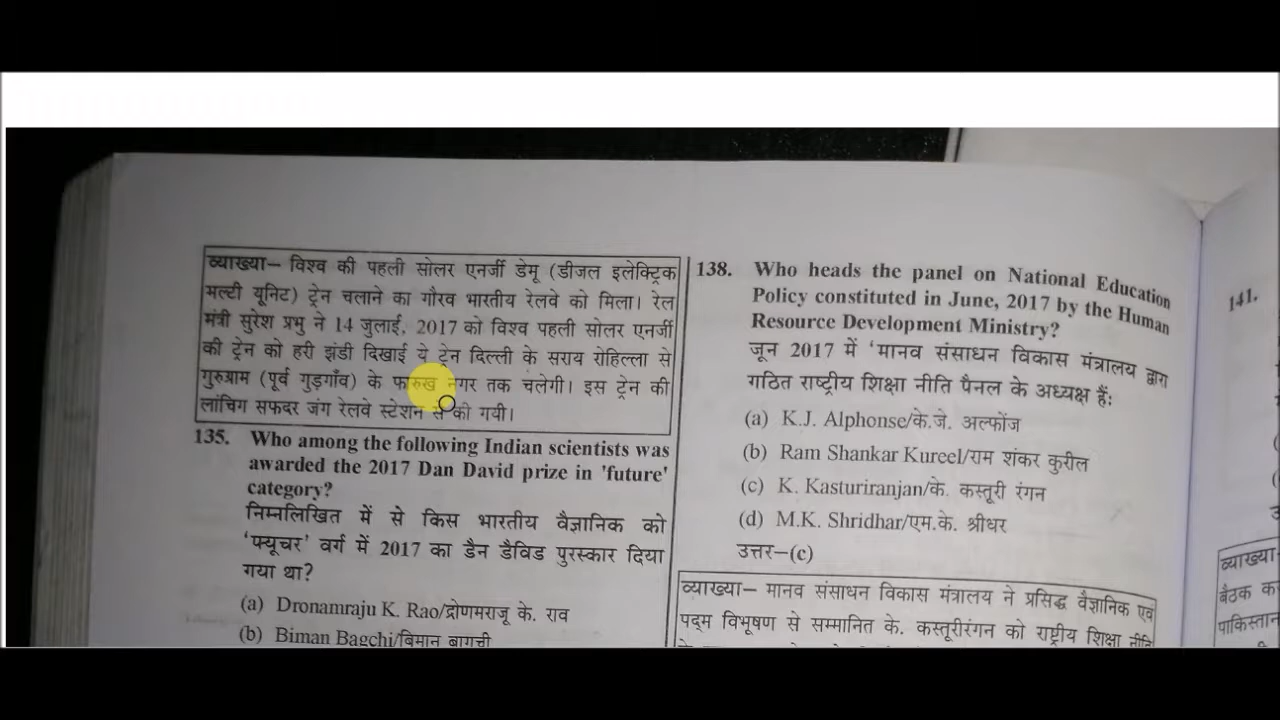 व्याख्या– विश्व की पहली सोलर एनर्जी डेमू (डीजल इलेक्ट्रिक
मल्टी यूनिट) ट्रेन चलाने का गौरव भारतीय रेलवे को मिला। रेल
मंत्री सुरेश प्रभु ने 14 जुलाई, 2017 को विश्व पहली सोलर एनर्जी
की ट्रेन को हरी झंडी दिखाई ये ट्रेन दिल्ली के सराय रोहिल्ला से
गुरुग्राम (पूर्व गुड़गाँव) के फारुख नगर तक चलेगी। इस ट्रेन की
लांचिग सफदर जंग रेलवे स्टेशन से की गयी।
135. Who among the following Indian scientists was
awarded the 2017 Dan David prize in 'future'
category?
निम्नलिखित में से किस भारतीय वैज्ञानिक को
'फ्यूचर' वर्ग में 2017 का डैन डैविड पुरस्कार दिया
गया था?
(a) Dronamraju K. Rao/द्रोणमराजू के. राव
(b) Biman Bagchi/बिमान बागची
138. Who heads the panel on National Education
Policy constituted in June, 2017 by the Human
Resource Development Ministry?
जून 2017 में 'मानव संसाधन विकास मंत्रालय द्वारा
गठित राष्ट्रीय शिक्षा नीति पैनल के अध्यक्ष हैं:
(a) K.J. Alphonse/के.जे. अल्फोंज
(b) Ram Shankar Kureel/राम शंकर कुरील
(c) K. Kasturiranjan/के. कस्तूरी रंगन
(d) M.K. Shridhar/एम.के. श्रीधर
उत्तर–(c)
व्याख्या– मानव संसाधन विकास मंत्रालय ने प्रसिद्ध वैज्ञानिक एवं
पद्म विभूषण से सम्मानित के. कस्तूरीरंगन को राष्ट्रीय शिक्षा नीति
141.
व्याख्या
बैठक क
पाकिस्तान